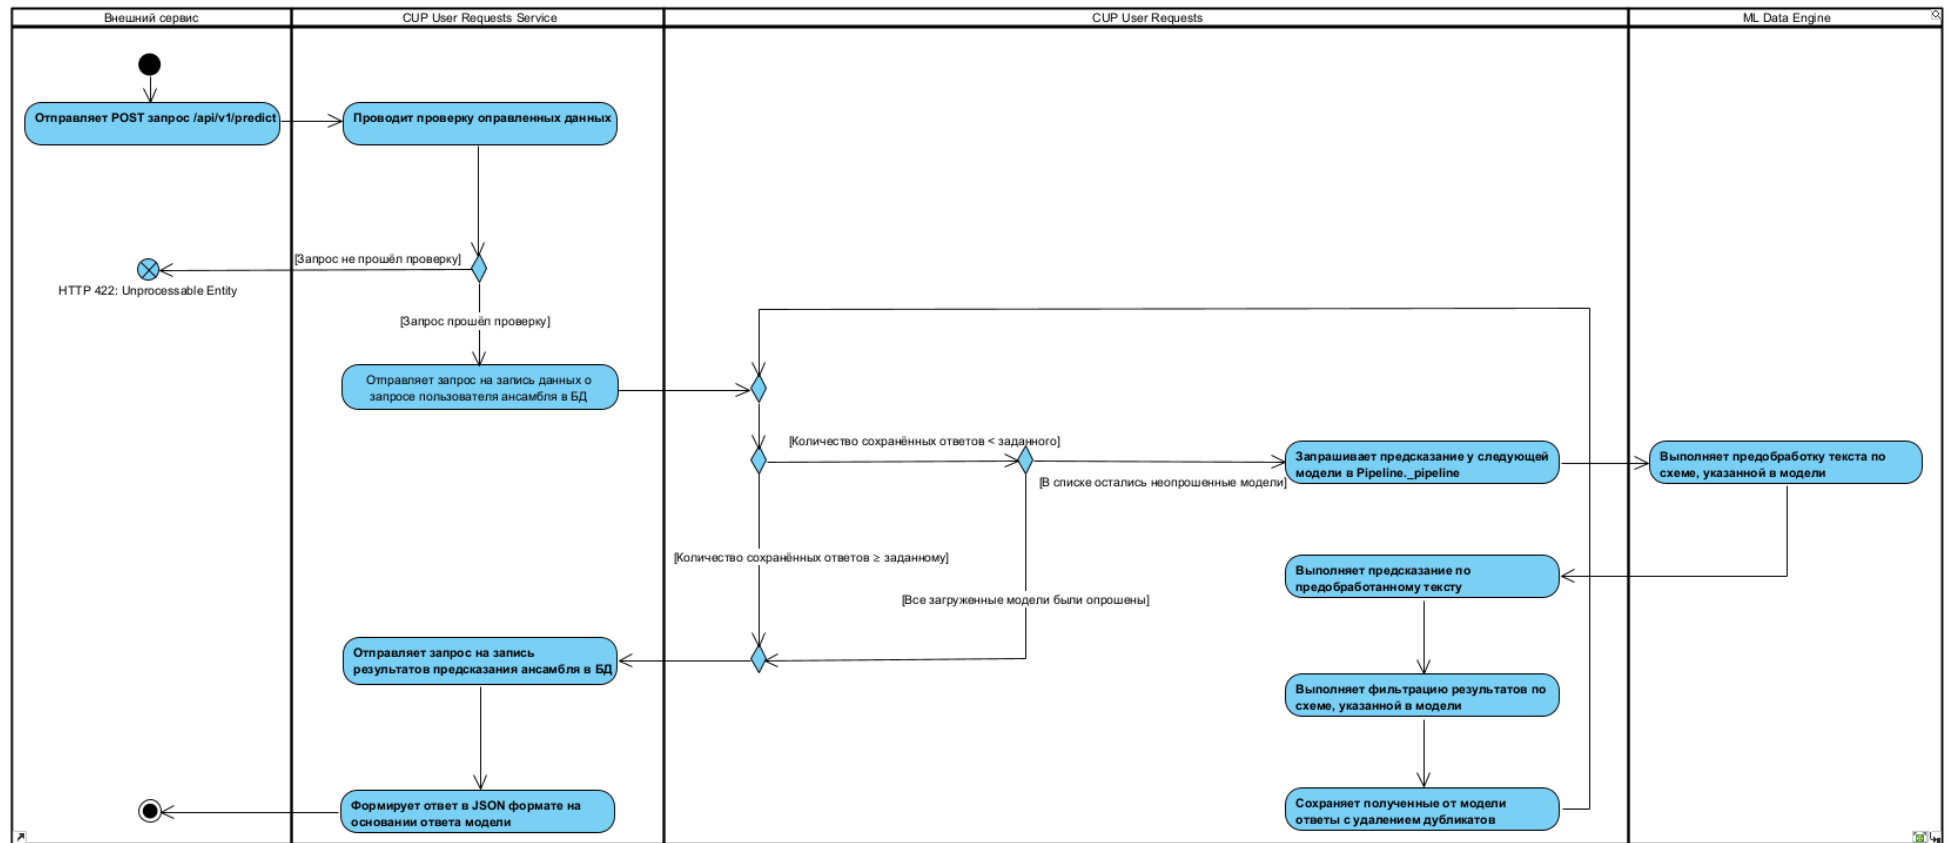 Внешний сервис
CUP User Requests Service
CUP User Requests
ML Data Engine
Отправляет POST запрос /api/v1/predict
Проводит проверку оправленных данных
[Запрос не прошёл проверку]
HTTP 422: Unprocessable Entity
[Запрос прошёл проверку]
Отправляет запрос на запись данных о
запросе пользователя ансамбля в БД
[Количество сохранённых ответов < заданного]
[В списке остались неопрошенные модели]
Запрашивает предсказание у следующей
модели в Pipeline._pipeline
Выполняет предобработку текста по
схеме, указанной в модели
[Количество сохранённых ответов ≥ заданному]
[Все загруженные модели были опрошены]
Выполняет предсказание по
предобработанному тексту
Отправляет запрос на запись
результатов предсказания ансамбля в БД
Выполняет фильтрацию результатов по
схеме, указанной в модели
Формирует ответ в JSON формате на
основании ответа модели
Сохраняет полученные от модели
ответы с удалением дубликатов